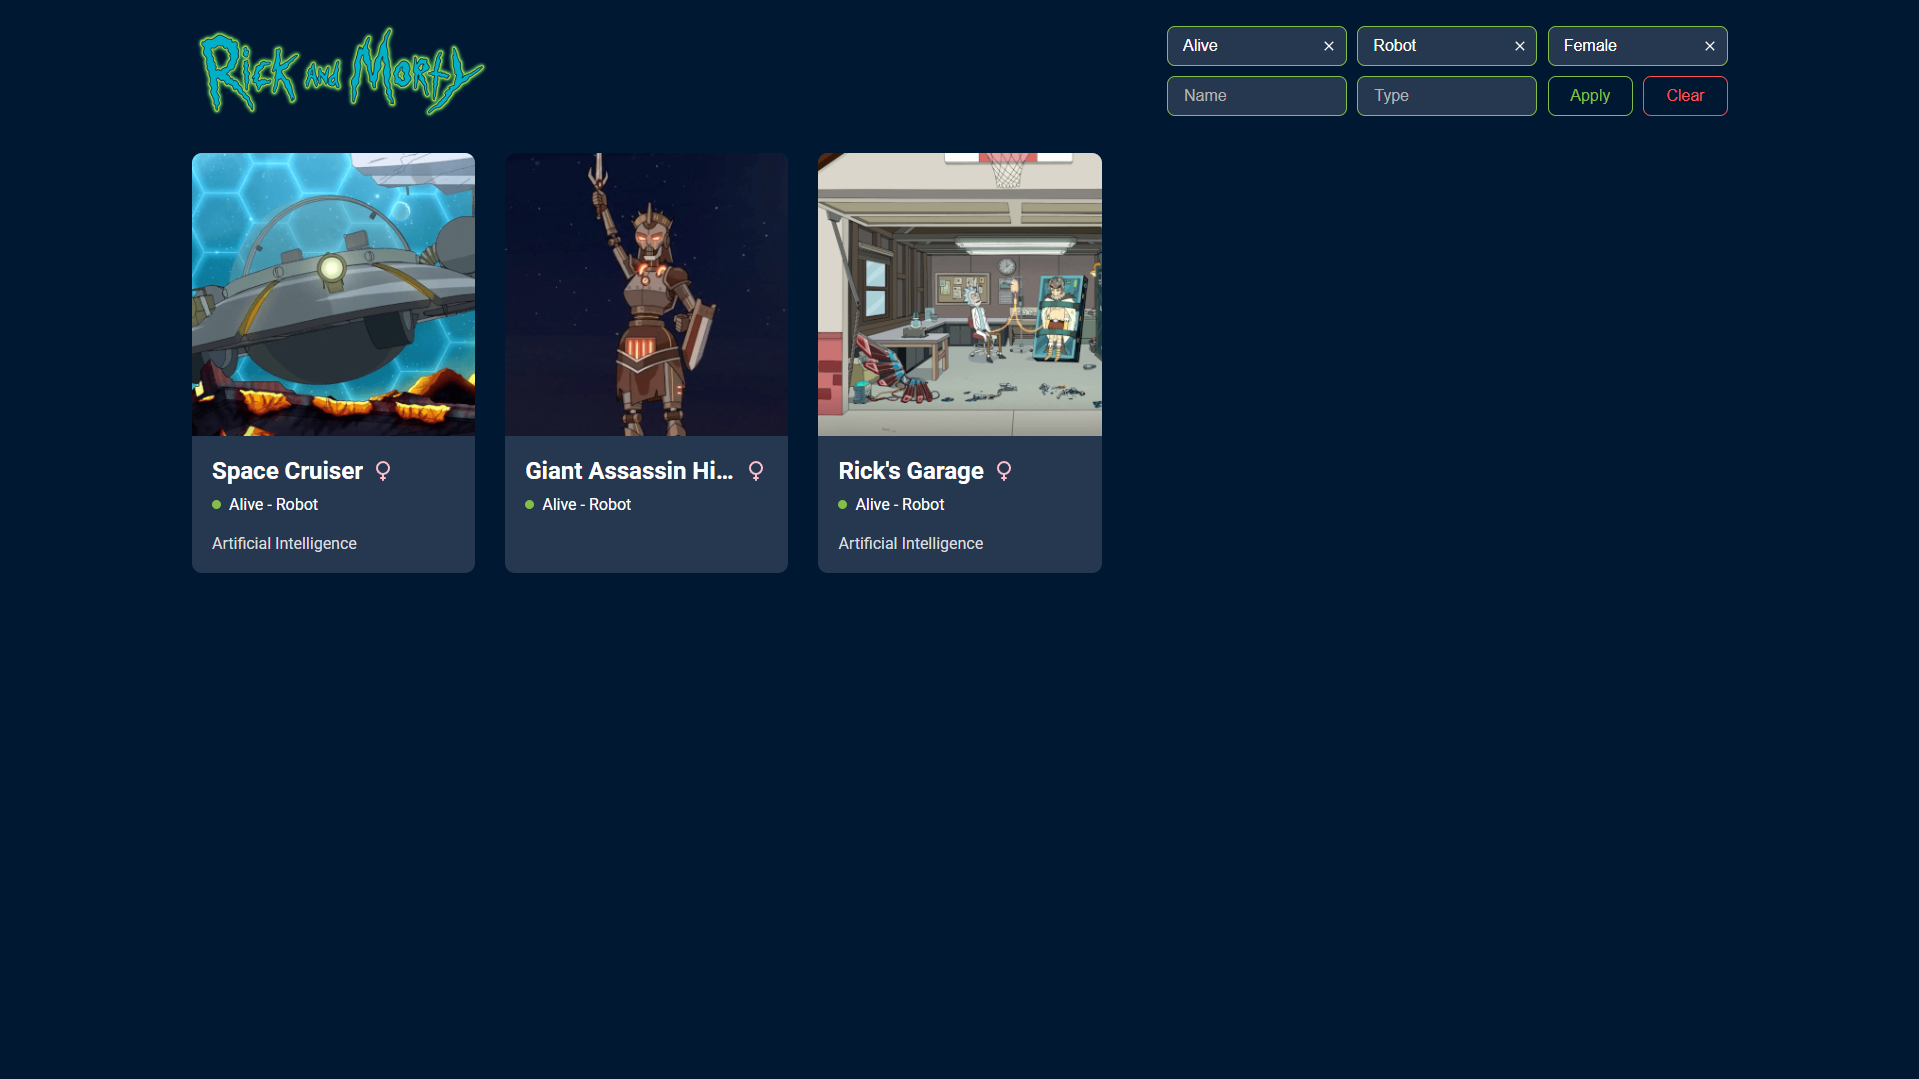 Rick and Morty
Alive
Robot
Female
Name
Type
Apply
Clear
Space Cruiser
Alive - Robot
Artificial Intelligence
Giant Assassin Hi...
Alive - Robot
Rick's Garage
Alive - Robot
Artificial Intelligence